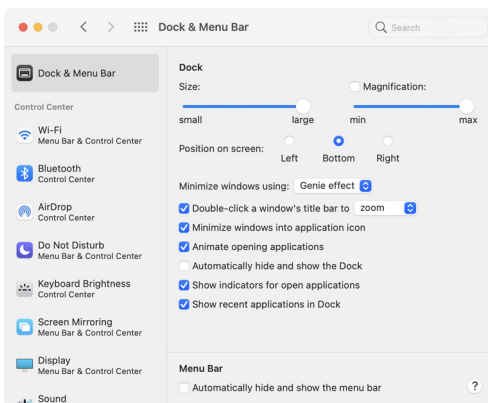 Dock & Menu Bar
Search
Dock & Menu Bar
Control Center
Wi-Fi
Menu Bar & Control Center
Bluetooth
Control Center
AirDrop
Control Center
Do Not Disturb
Menu Bar & Control Center
Keyboard Brightness
Control Center
Screen Mirroring
Menu Bar & Control Center
Display
Menu Bar & Control Center
Sound
Dock
Size:
Magnification:
small large min max
Position on screen:
Left Bottom Right
Minimize windows using: Genie effect
Double-click a window's title bar to zoom
Minimize windows into application icon
Animate opening applications
Automatically hide and show the Dock
Show indicators for open applications
Show recent applications in Dock
Menu Bar
Automatically hide and show the menu bar
?